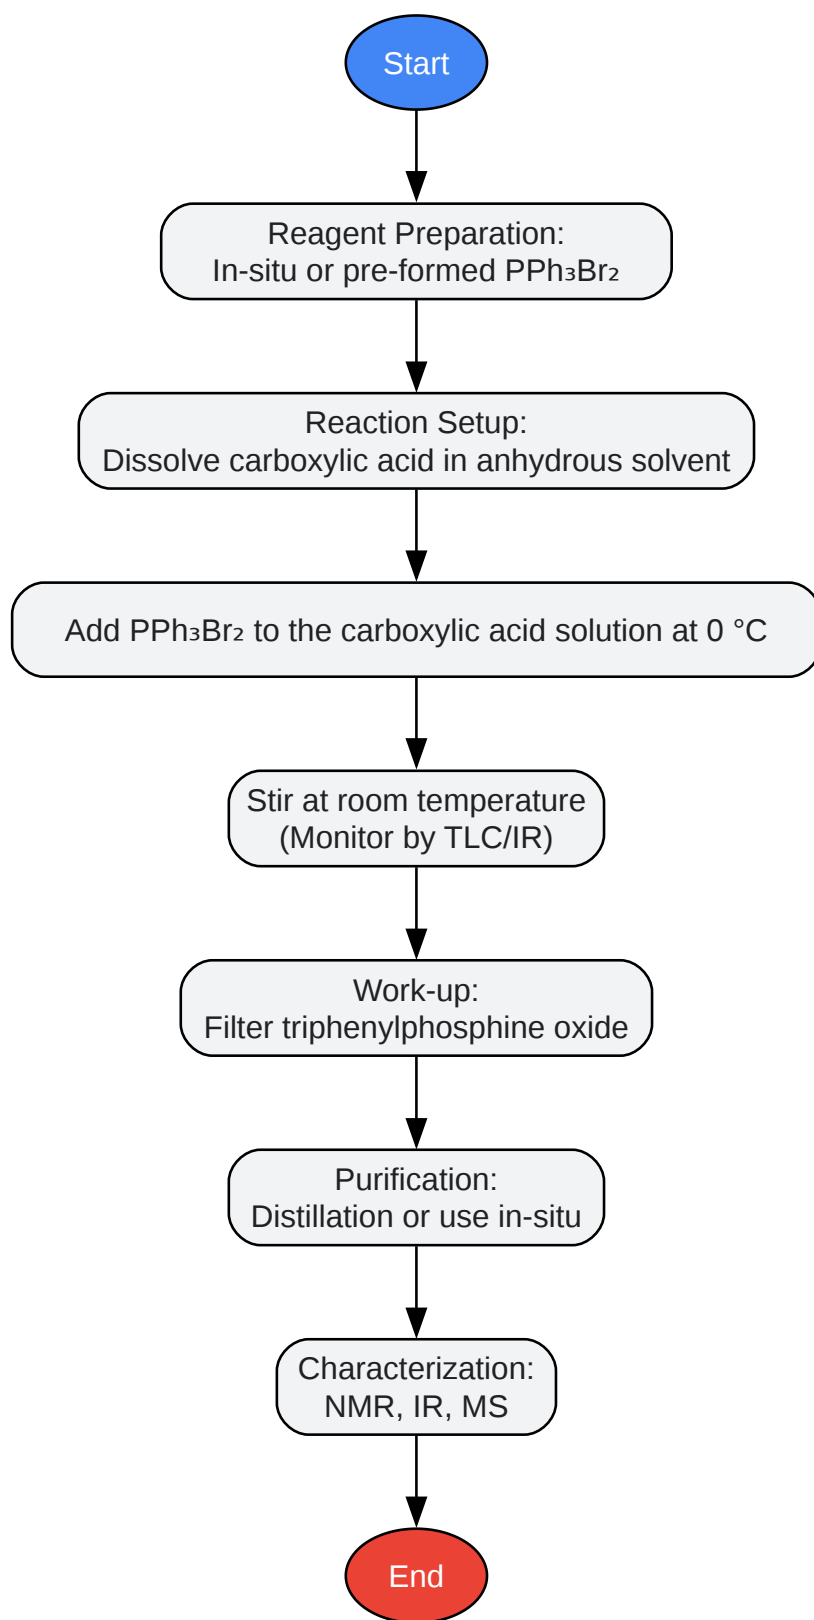 Start
Reagent Preparation:
In-situ or pre-formed PPh₃Br₂
Reaction Setup:
Dissolve carboxylic acid in anhydrous solvent
Add PPh₃Br₂ to the carboxylic acid solution at 0 °C
Stir at room temperature
(Monitor by TLC/IR)
Work-up:
Filter triphenylphosphine oxide
Purification:
Distillation or use in-situ
Characterization:
NMR, IR, MS
End